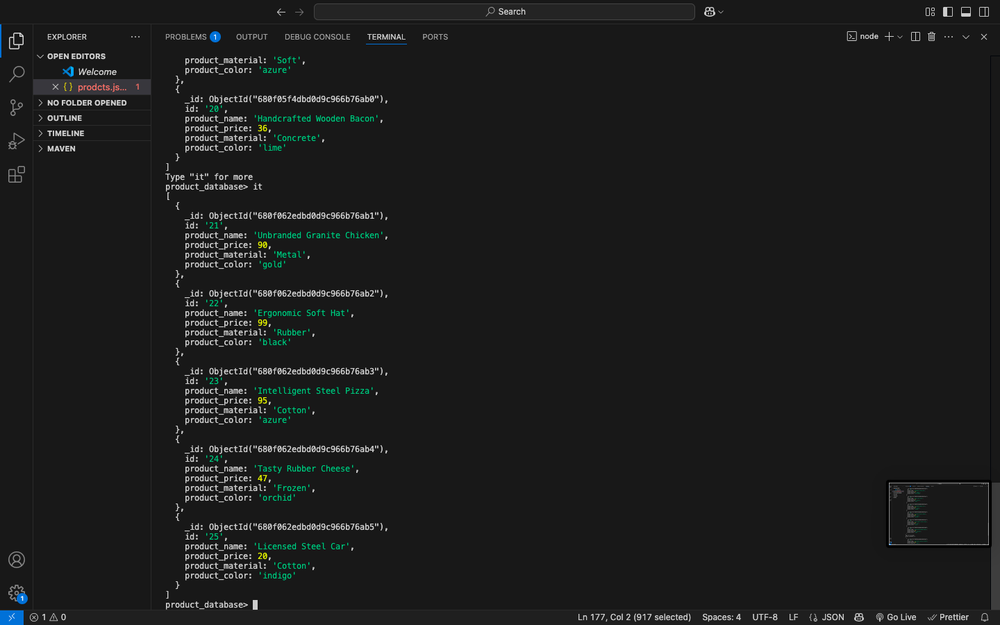 Search
EXPLORER
OPEN EDITORS
Welcome
prodcts.js... 1
NO FOLDER OPENED
OUTLINE
TIMELINE
MAVEN
PROBLEMS 1 OUTPUT DEBUG CONSOLE TERMINAL PORTS
node
product_material: 'Soft',
product_color: 'azure'
},
{
_id: ObjectId("680f05f4dbd0d9c966b76ab0"),
id: '20',
product_name: 'Handcrafted Wooden Bacon',
product_price: 36,
product_material: 'Concrete',
product_color: 'lime'
}
]
Type "it" for more
product_database> it
[
{
_id: ObjectId("680f062edbd0d9c966b76ab1"),
id: '21',
product_name: 'Unbranded Granite Chicken',
product_price: 90,
product_material: 'Metal',
product_color: 'gold'
},
{
_id: ObjectId("680f062edbd0d9c966b76ab2"),
id: '22',
product_name: 'Ergonomic Soft Hat',
product_price: 99,
product_material: 'Rubber',
product_color: 'black'
},
{
_id: ObjectId("680f062edbd0d9c966b76ab3"),
id: '23',
product_name: 'Intelligent Steel Pizza',
product_price: 95,
product_material: 'Cotton',
product_color: 'azure'
},
{
_id: ObjectId("680f062edbd0d9c966b76ab4"),
id: '24',
product_name: 'Tasty Rubber Cheese',
product_price: 47,
product_material: 'Frozen',
product_color: 'orchid'
},
{
_id: ObjectId("680f062edbd0d9c966b76ab5"),
id: '25',
product_name: 'Licensed Steel Car',
product_price: 20,
product_material: 'Cotton',
product_color: 'indigo'
}
]
product_database>
1
1 0
Ln 177, Col 2 (917 selected) Spaces: 4 UTF-8 LF {} JSON Go Live Prettier